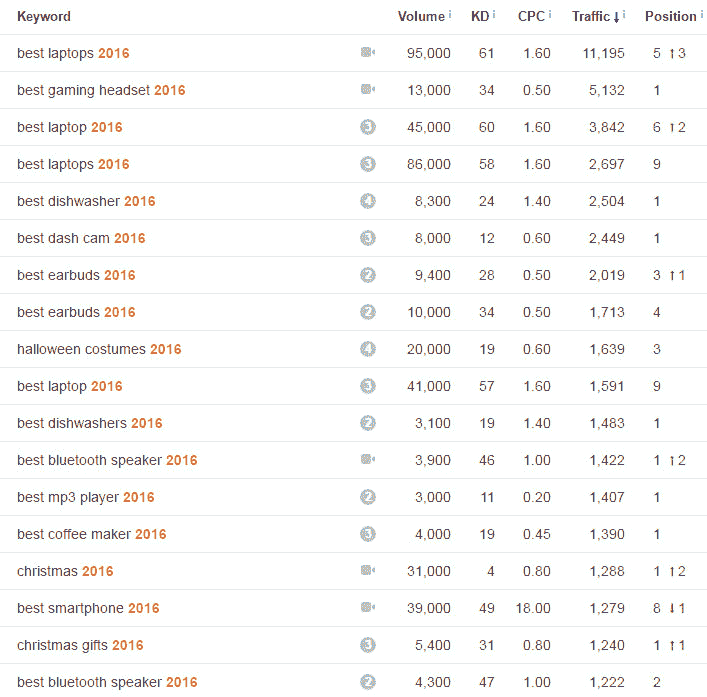 Keyword Volume i KD i CPC i Traffic ↓ i Position i
best laptops 2016 95,000 61 1.60 11,195 5 ↑3
best gaming headset 2016 13,000 34 0.50 5,132 1
best laptop 2016 3 45,000 60 1.60 3,842 6 ↑2
best laptops 2016 3 86,000 58 1.60 2,697 9
best dishwasher 2016 4 8,300 24 1.40 2,504 1
best dash cam 2016 3 8,000 12 0.60 2,449 1
best earbuds 2016 2 9,400 28 0.50 2,019 3 ↑1
best earbuds 2016 2 10,000 34 0.50 1,713 4
halloween costumes 2016 4 20,000 19 0.60 1,639 3
best laptop 2016 3 41,000 57 1.60 1,591 9
best dishwashers 2016 2 3,100 19 1.40 1,483 1
best bluetooth speaker 2016 3,900 46 1.00 1,422 1 ↑2
best mp3 player 2016 2 3,000 11 0.20 1,407 1
best coffee maker 2016 3 4,000 19 0.45 1,390 1
christmas 2016 31,000 4 0.80 1,288 1 ↑2
best smartphone 2016 39,000 49 18.00 1,279 8 ↓1
christmas gifts 2016 3 5,400 31 0.80 1,240 1 ↑1
best bluetooth speaker 2016 2 4,300 47 1.00 1,222 2